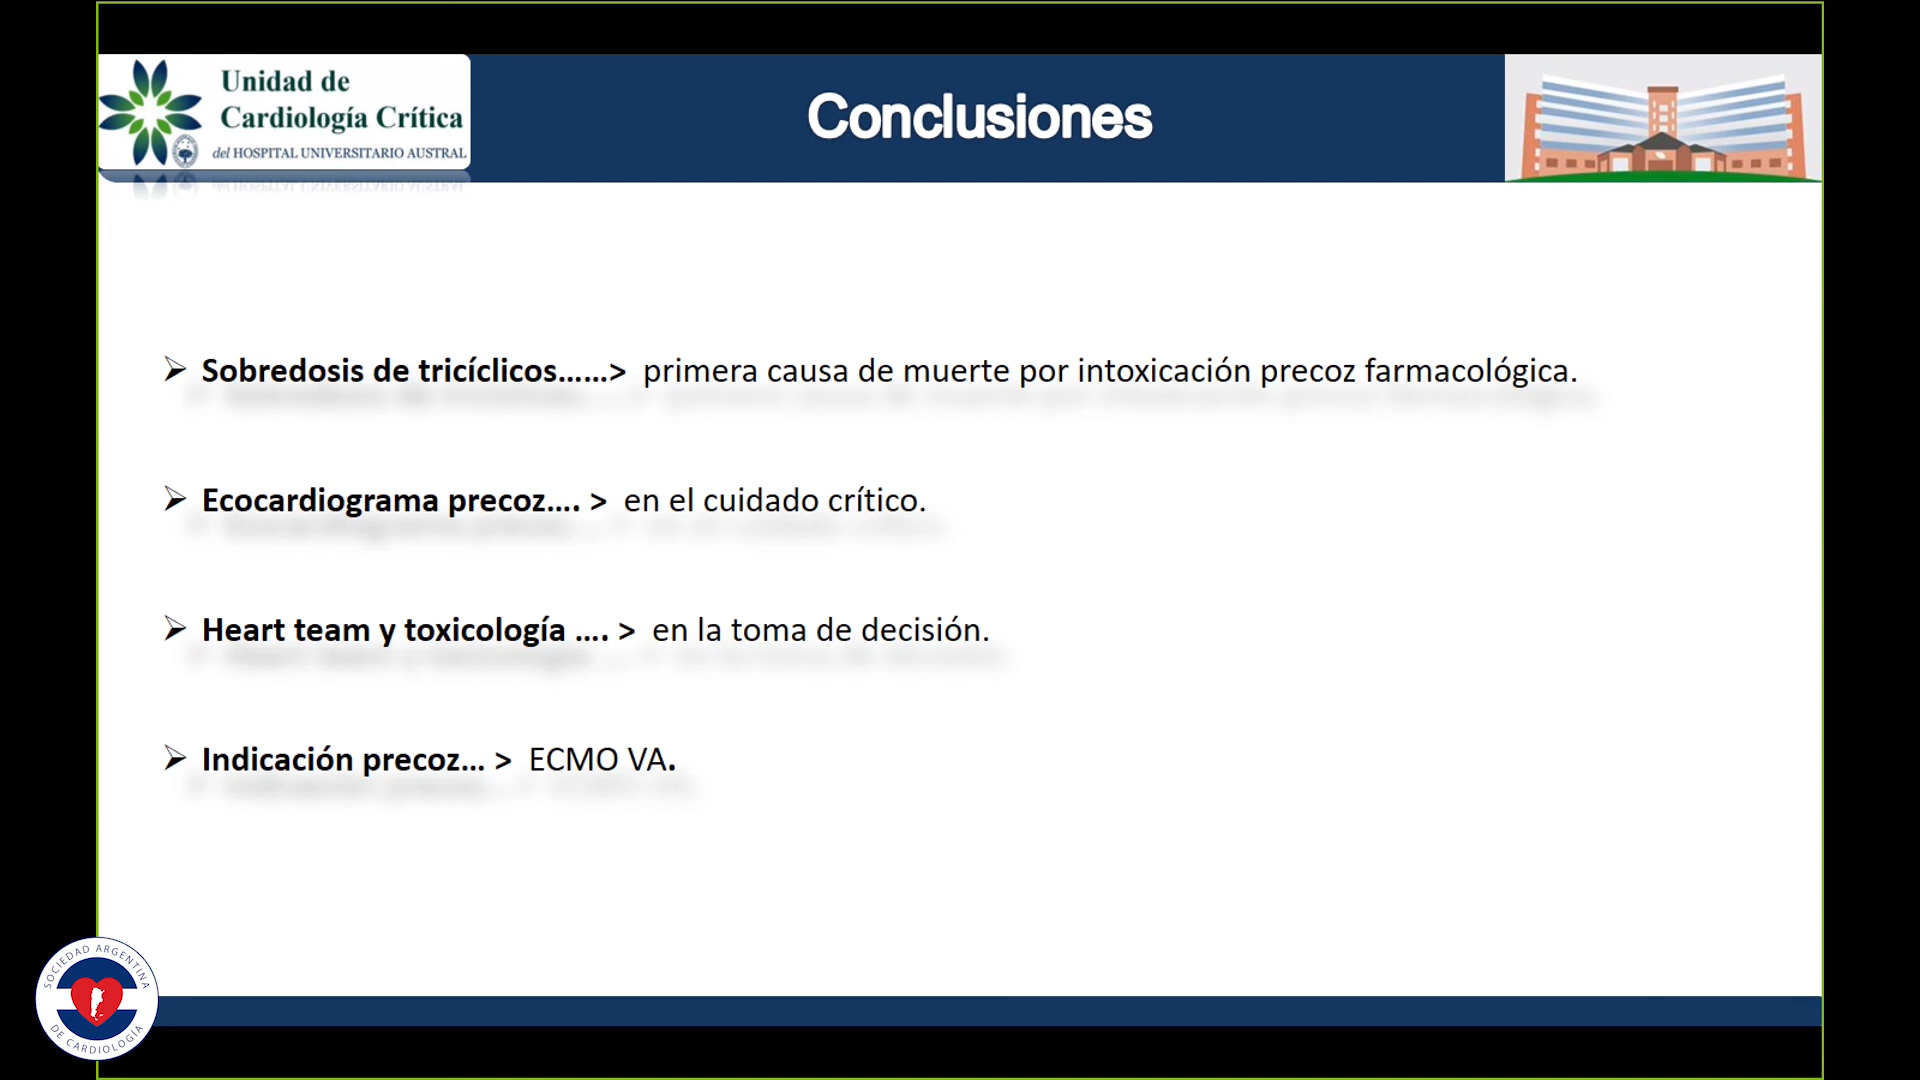 Unidad de
Cardiología Crítica
del HOSPITAL UNIVERSITARIO AUSTRAL
Conclusiones
➢ Sobredosis de tricíclicos……> primera causa de muerte por intoxicación precoz farmacológica.
➢ Ecocardiograma precoz…. > en el cuidado crítico.
➢ Heart team y toxicología …. > en la toma de decisión.
➢ Indicación precoz… > ECMO VA.
SOCIEDAD ARGENTINA
DE CARDIOLOGÍA